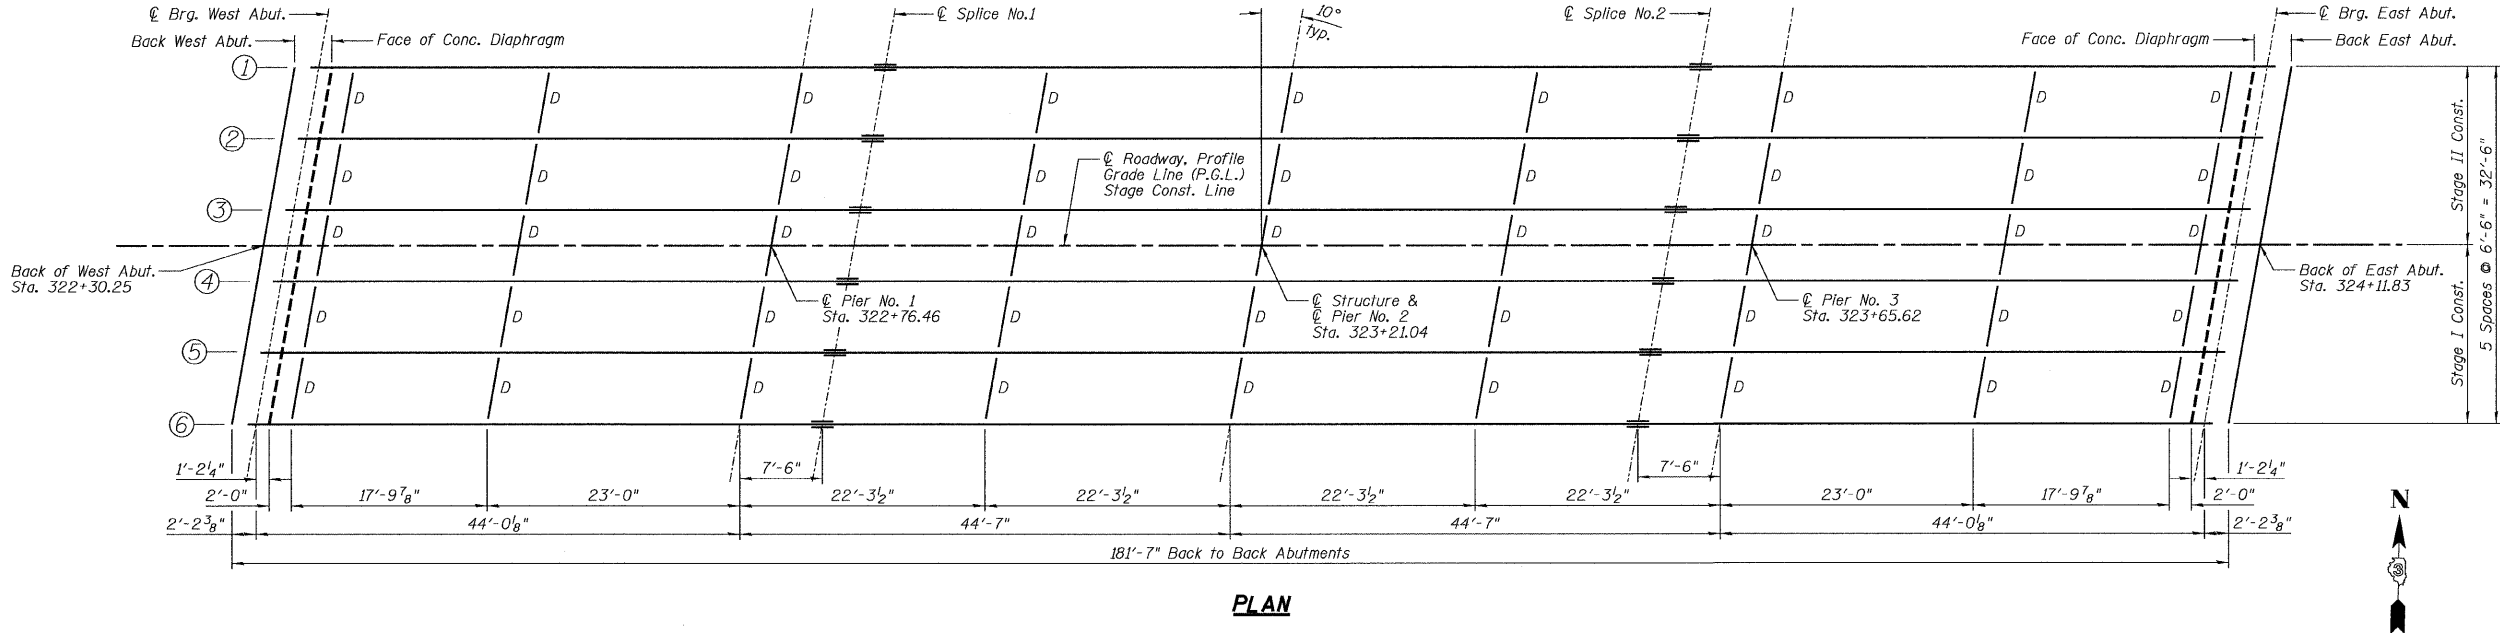 ℄ Brg. West Abut.
℄ Splice No.1
10°
typ.
℄ Splice No.2
℄ Brg. East Abut.
Back West Abut.
Face of Conc. Diaphragm
Face of Conc. Diaphragm
Back East Abut.
1
D D D D D D D D D
2
℄ Roadway, Profile
Grade Line (P.G.L.)
Stage Const. Line
D D D D D D D D D
3
D D D D D D D D D
Stage II Const.
5 Spaces @ 6'-6" = 32'-6"
Stage I Const.
Back of West Abut.
Sta. 322+30.25
4
℄ Pier No. 1
Sta. 322+76.46
℄ Structure &
℄ Pier No. 2
Sta. 323+21.04
℄ Pier No. 3
Sta. 323+65.62
Back of East Abut.
Sta. 324+11.83
D D D D D D D D D
5
D D D D D D D D D
6
1'-2¼" 7'-6" 7'-6" 1'-2¼"
2'-0" 17'-9⅞" 23'-0" 22'-3½" 22'-3½" 22'-3½" 22'-3½" 23'-0" 17'-9⅞" 2'-0"
2'-2⅜" 44'-0⅛" 44'-7" 44'-7" 44'-0⅛" 2'-2⅜"
181'-7" Back to Back Abutments
N
3
PLAN